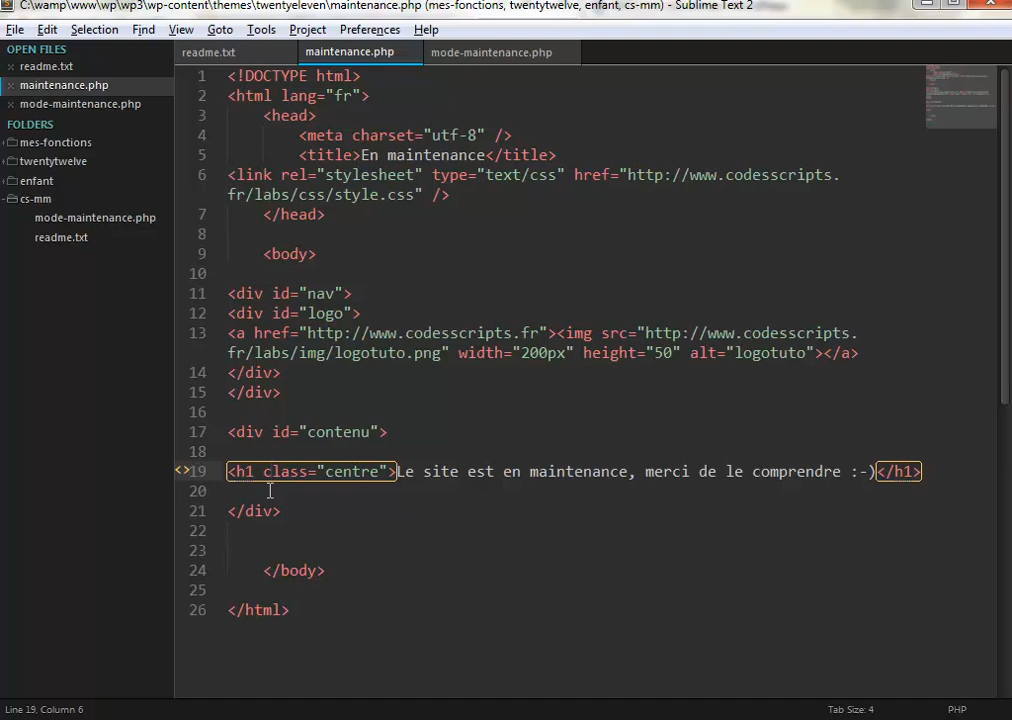 C:\wamp\www\wp\wp3\wp-content\themes\twentyeleven\maintenance.php (mes-fonctions, twentytwelve, enfant, cs-mm) - Sublime Text 2
File Edit Selection Find View Goto Tools Project Preferences Help
OPEN FILES
readme.txt
maintenance.php
mode-maintenance.php
FOLDERS
mes-fonctions
twentytwelve
enfant
cs-mm
mode-maintenance.php
readme.txt
readme.txt maintenance.php mode-maintenance.php
1 <!DOCTYPE html>
2 <html lang="fr">
3 <head>
4 <meta charset="utf-8" />
5 <title>En maintenance</title>
6 <link rel="stylesheet" type="text/css" href="http://www.codesscripts.
fr/labs/css/style.css" />
7 </head>
8
9 <body>
10
11 <div id="nav">
12 <div id="logo">
13 <a href="http://www.codesscripts.fr"><img src="http://www.codesscripts.
fr/labs/img/logotuto.png" width="200px" height="50" alt="logotuto"></a>
14 </div>
15 </div>
16
17 <div id="contenu">
18
19 <h1 class="centre">Le site est en maintenance, merci de le comprendre :-)</h1>
20
21 </div>
22
23
24 </body>
25
26 </html>
Line 19, Column 6 Tab Size: 4 PHP